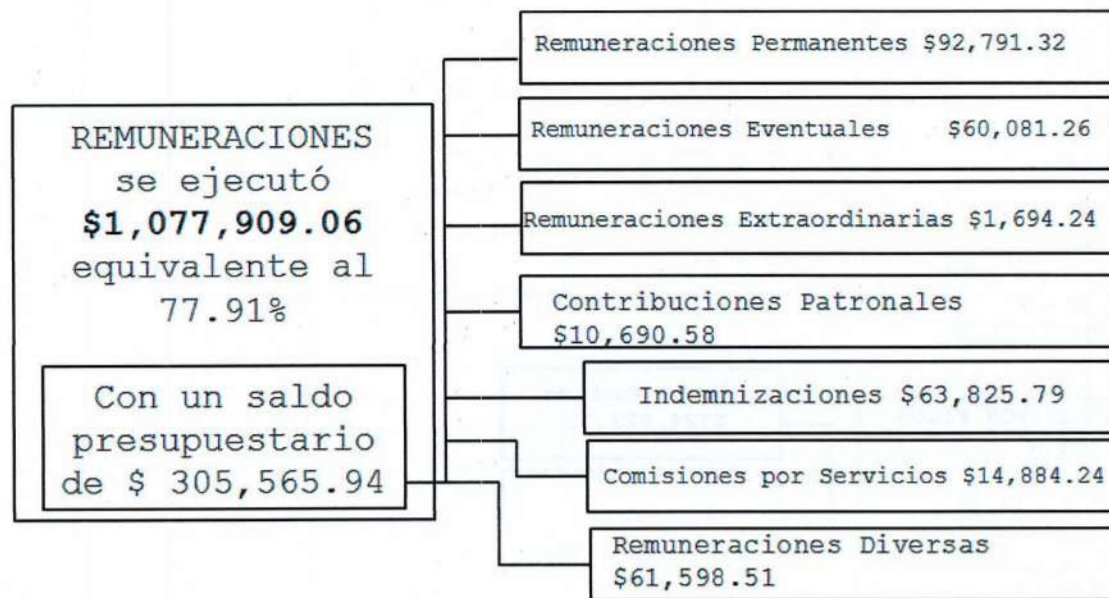 REMUNERACIONES
se ejecutó
$1,077,909.06
equivalente al
77.91%
Con un saldo
presupuestario
de $ 305,565.94
Remuneraciones Permanentes $92,791.32
Remuneraciones Eventuales $60,081.26
Remuneraciones Extraordinarias $1,694.24
Contribuciones Patronales
$10,690.58
Indemnizaciones $63,825.79
Comisiones por Servicios $14,884.24
Remuneraciones Diversas
$61,598.51